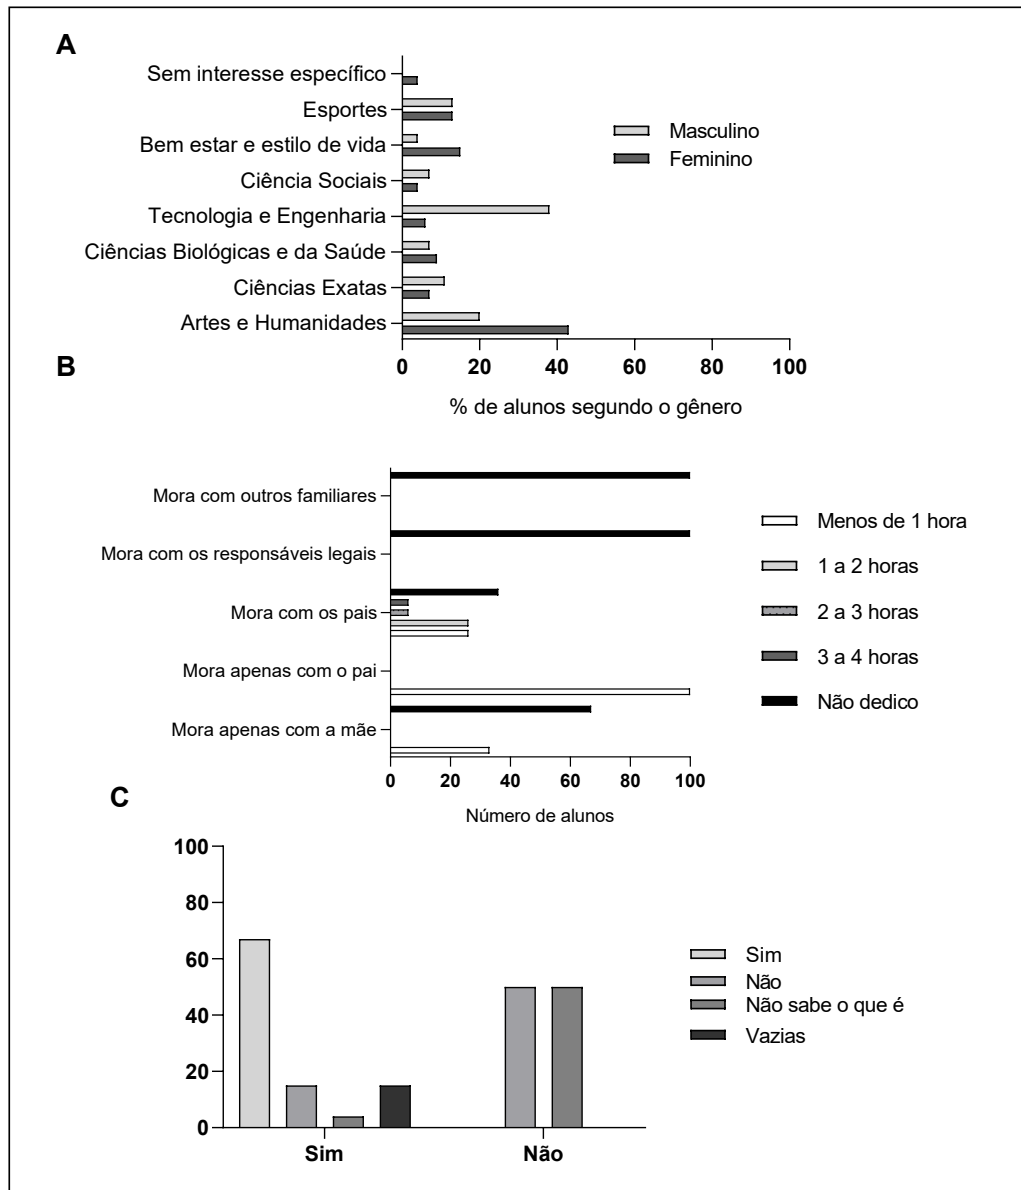 A
Sem interesse específico
Esportes
Bem estar e estilo de vida
Ciência Sociais
Tecnologia e Engenharia
Ciências Biológicas e da Saúde
Ciências Exatas
Artes e Humanidades
Masculino
Feminino
0 20 40 60 80 100
% de alunos segundo o gênero
B
Mora com outros familiares
Mora com os responsáveis legais
Mora com os pais
Mora apenas com o pai
Mora apenas com a mãe
Menos de 1 hora
1 a 2 horas
2 a 3 horas
3 a 4 horas
Não dedico
0 20 40 60 80 100
Número de alunos
C
100
80
60
40
20
0
Sim Não
Sim
Não
Não sabe o que é
Vazias